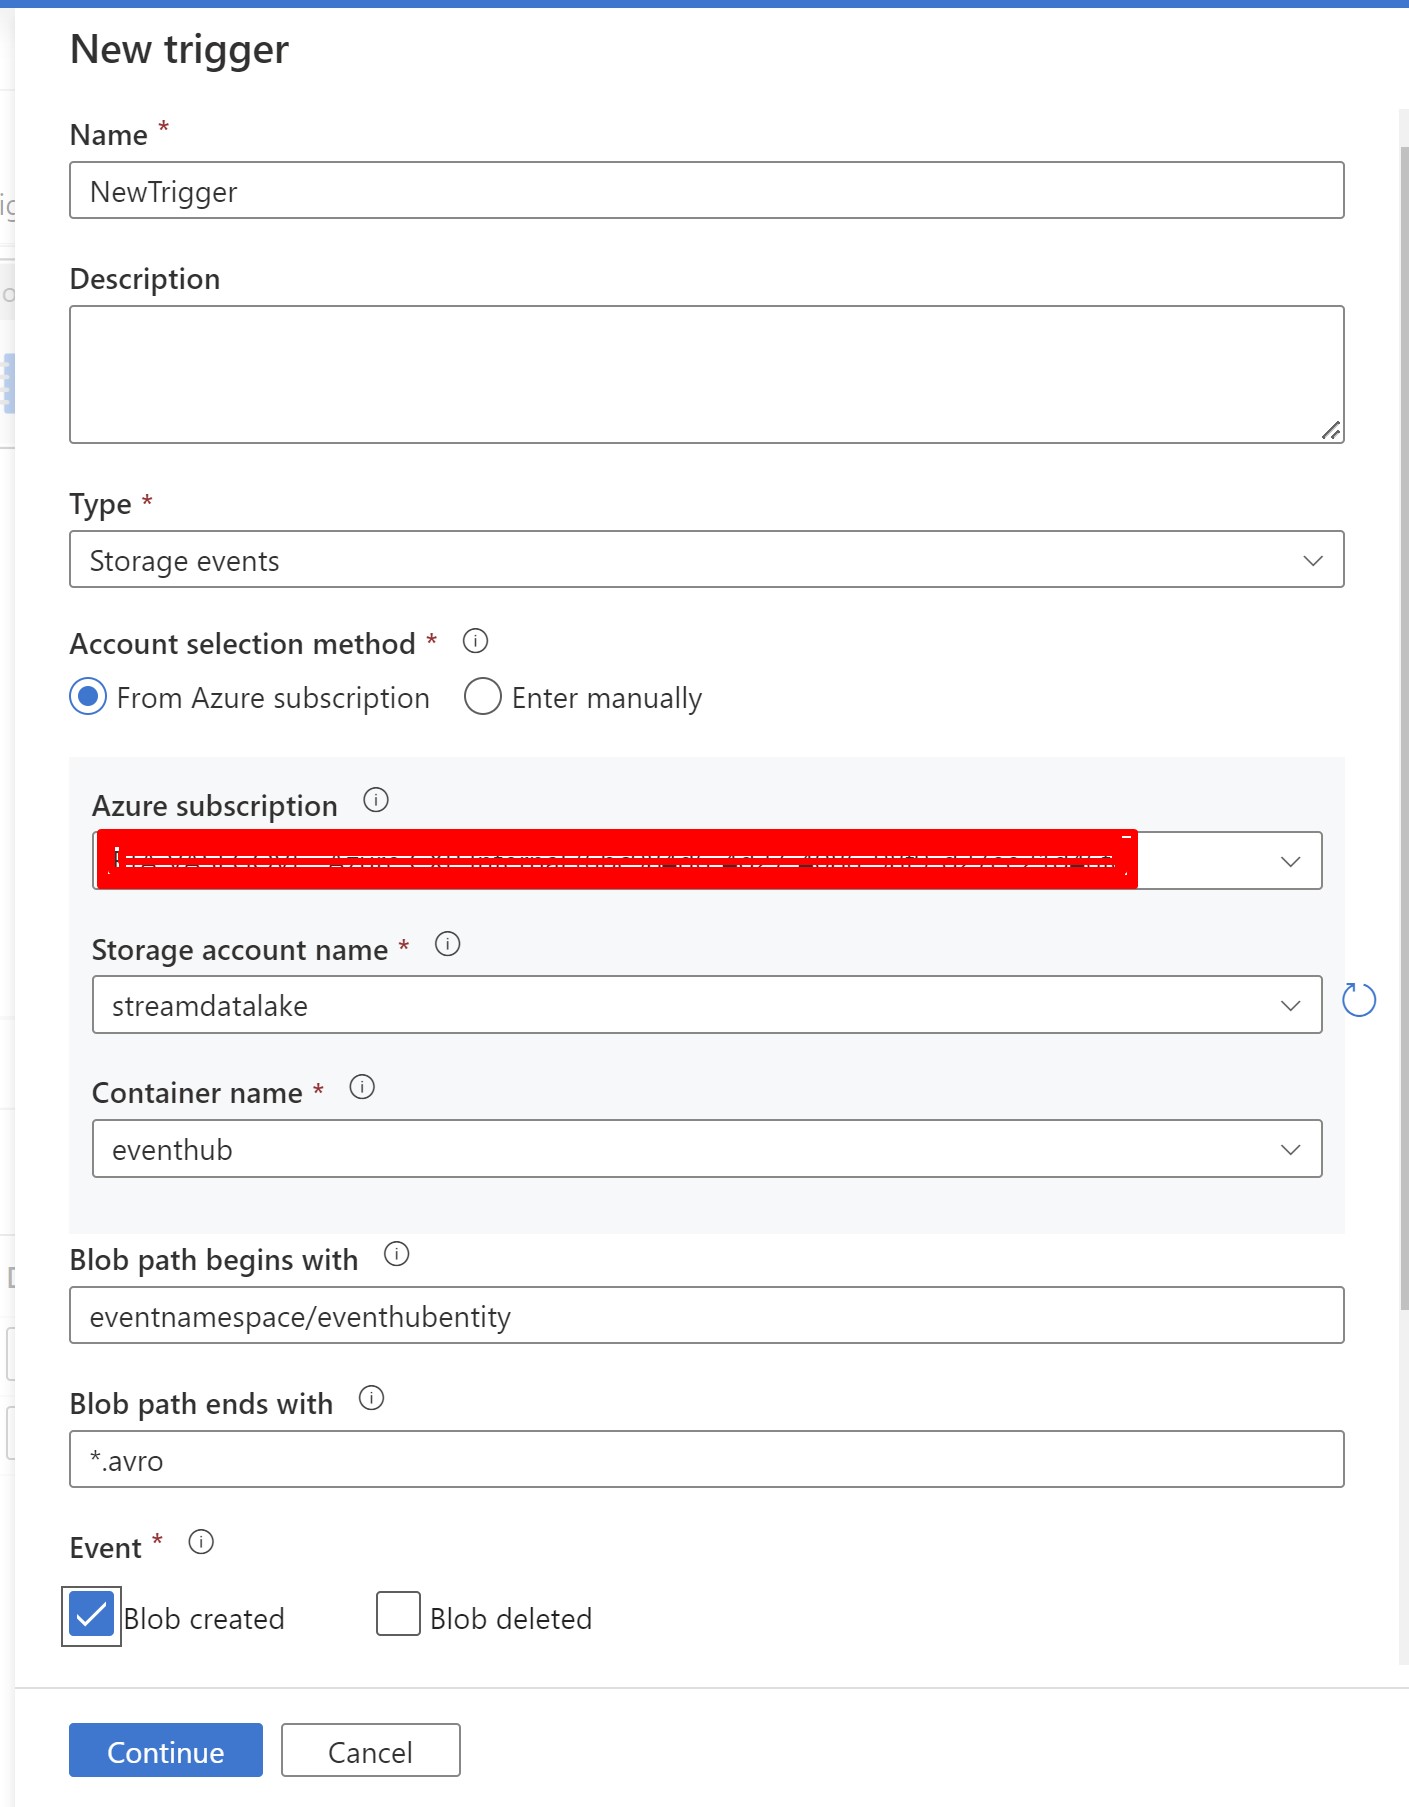 New trigger
Name *
NewTrigger
Description
Type *
Storage events
Account selection method *
From Azure subscription
Enter manually
Azure subscription
Storage account name *
streamdatalake
Container name *
eventhub
Blob path begins with
eventnamespace/eventhubentity
Blob path ends with
*.avro
Event *
Blob created
Blob deleted
Continue
Cancel